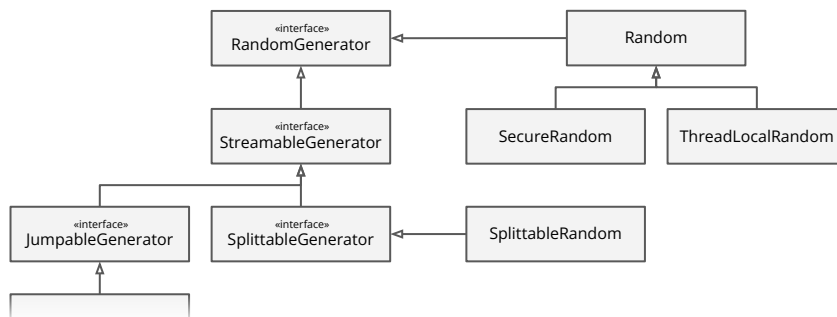 «interface»
RandomGenerator
Random
«interface»
StreamableGenerator
SecureRandom
ThreadLocalRandom
«interface»
JumpableGenerator
«interface»
SplittableGenerator
SplittableRandom